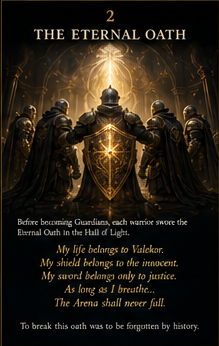 2
THE ETERNAL OATH
Before becoming Guardians, each warrior swore the
Eternal Oath in the Hall of Light.
My life belongs to Valekor.
My shield belongs to the innocent.
My sword belongs only to justice.
As long as I breathe...
The Arena shall never fall.
To break this oath was to be forgotten by history.